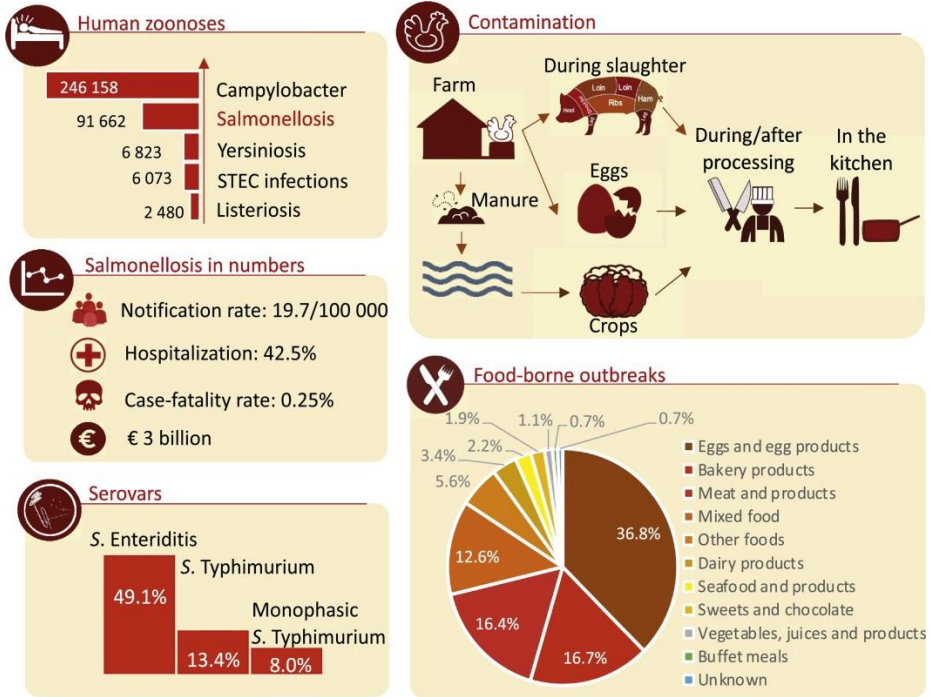 Human zoonoses
246 158
Campylobacter
91 662
Salmonellosis
6 823
Yersiniosis
6 073
STEC infections
2 480
Listeriosis
Salmonellosis in numbers
Notification rate: 19.7/100 000
Hospitalization: 42.5%
Case-fatality rate: 0.25%
€
€ 3 billion
Serovars
S. Enteriditis
S. Typhimurium
Monophasic
S. Typhimurium
49.1%
13.4%
8.0%
Contamination
During slaughter
Farm
Loin
Loin
Ham
Ribs
Head
During/after
processing
In the
kitchen
Eggs
Manure
Crops
Food-borne outbreaks
1.9%
1.1%
0.7%
0.7%
2.2%
3.4%
5.6%
12.6%
16.4%
16.7%
36.8%
Eggs and egg products
Bakery products
Meat and products
Mixed food
Other foods
Dairy products
Seafood and products
Sweets and chocolate
Vegetables, juices and products
Buffet meals
Unknown